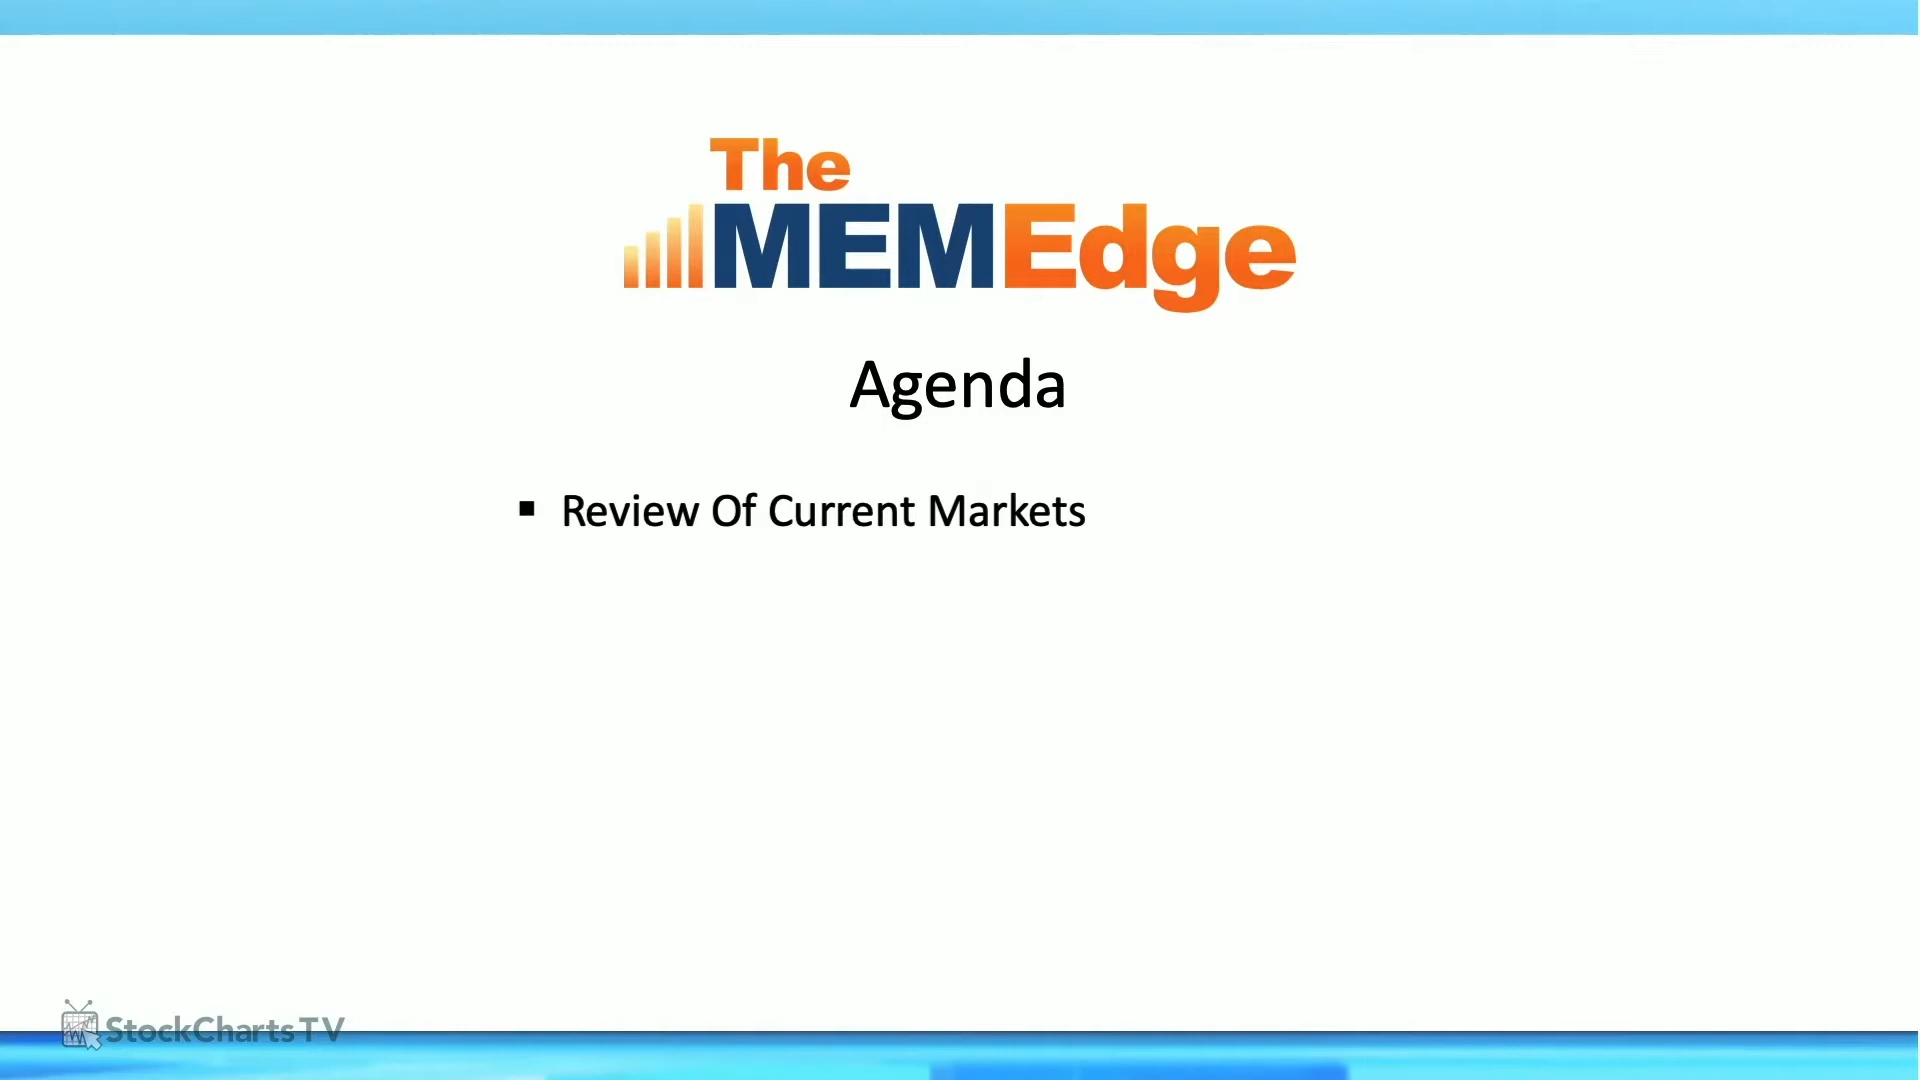 The
MEMEdge
Agenda
▪ Review Of Current Markets
StockChartsTV